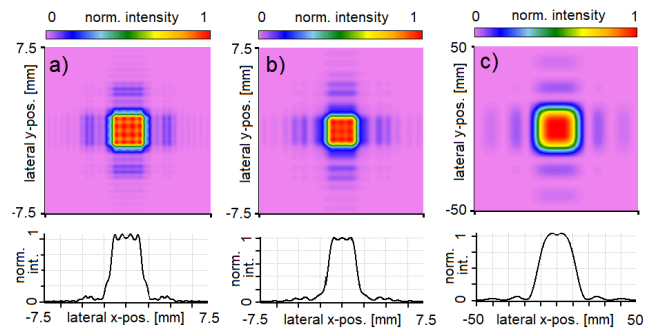 0 norm. intensity 1
0 norm. intensity 1
0 norm. intensity 1
7.5
a)
lateral y-pos. [mm]
-7.5
7.5
b)
lateral y-pos. [mm]
-7.5
50
c)
lateral y-pos. [mm]
-50
norm.
int.
1
0
-7.5 lateral x-pos. [mm] 7.5
norm.
int.
1
0
-7.5 lateral x-pos. [mm] 7.5
norm.
int.
1
0
-50 lateral x-pos. [mm] 50